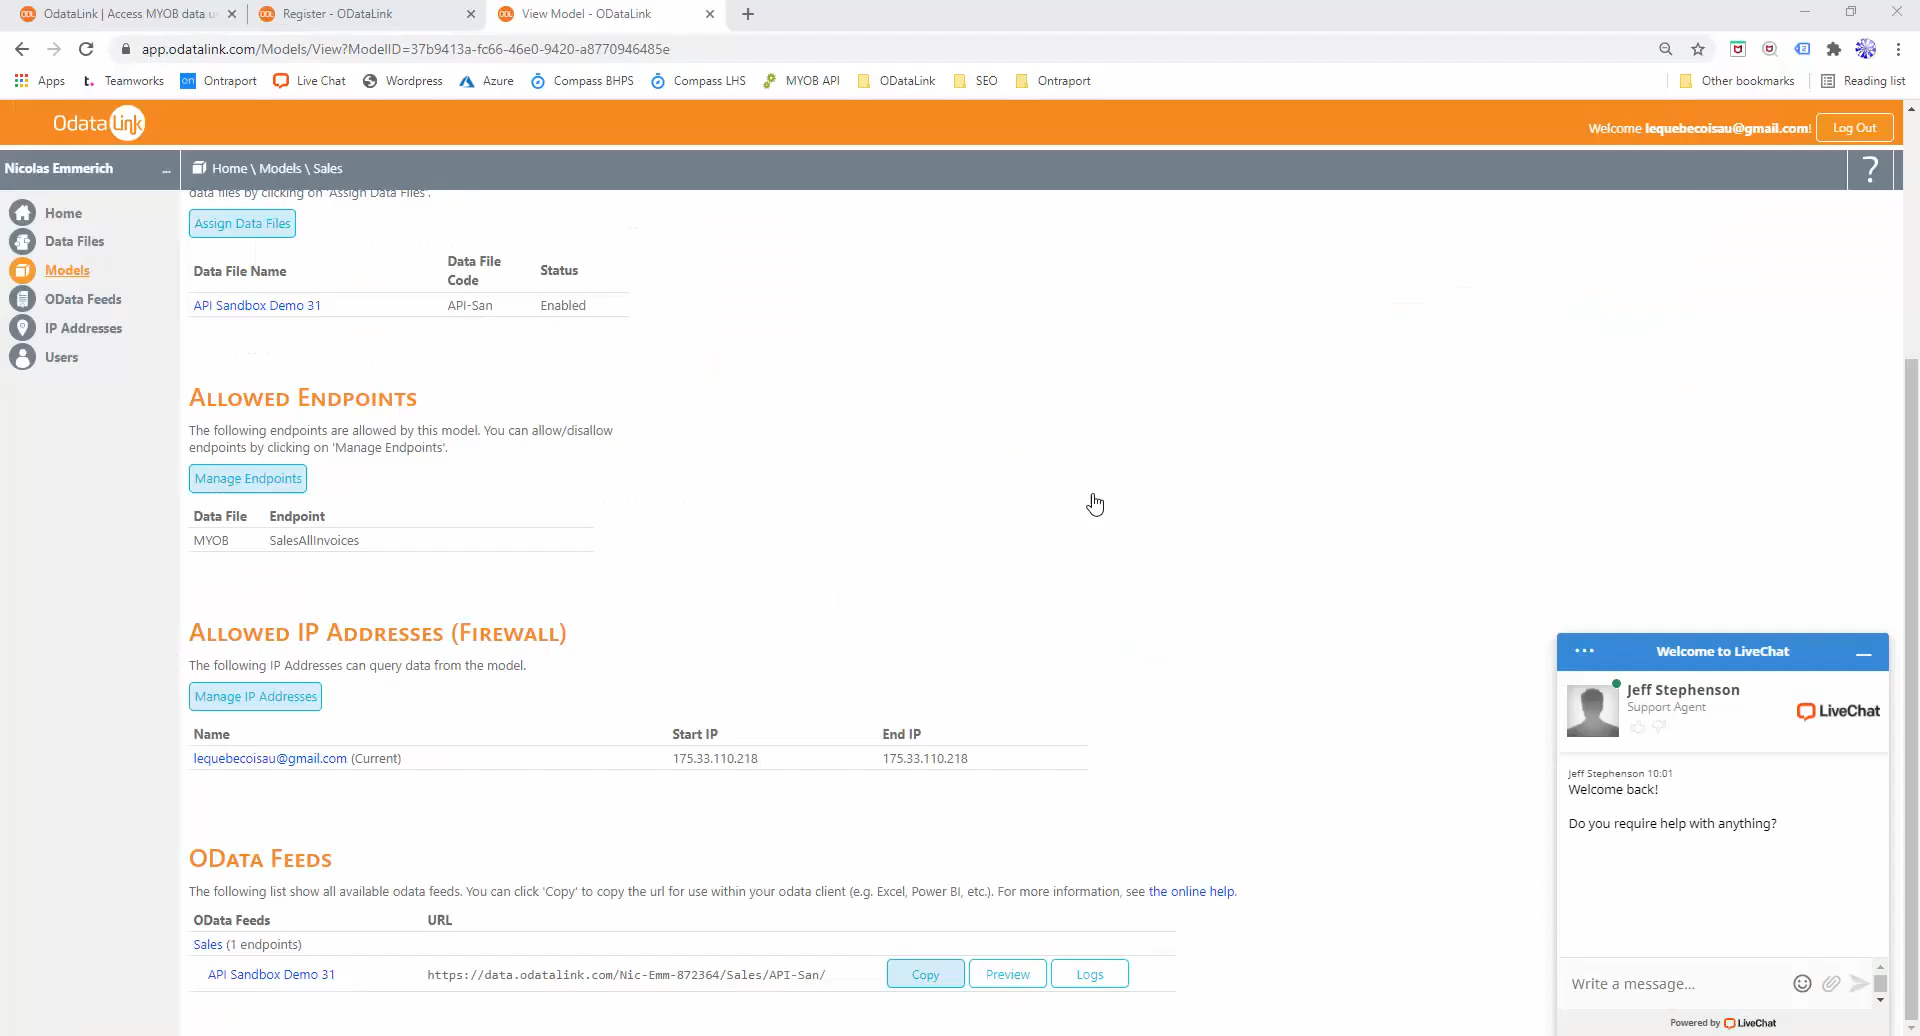 OdataLink | Access MYOB data u
Register - ODataLink
View Model - ODataLink
app.odatalink.com/Models/View?ModelID=37b9413a-fc66-46e0-9420-a8770946485e
Apps
Teamworks
Ontraport
Live Chat
Wordpress
Azure
Compass BHPS
Compass LHS
MYOB API
ODataLink
SEO
Ontraport
Other bookmarks
Reading list
OdataLink
Welcome lequebecoisau@gmail.com!
Log Out
Nicolas Emmerich
...
Home \ Models \ Sales
?
Home
Data Files
Models
OData Feeds
IP Addresses
Users
data files by clicking on 'Assign Data Files'.
Assign Data Files
Data File Name
Data File Code
Status
API Sandbox Demo 31
API-San
Enabled
Allowed Endpoints
The following endpoints are allowed by this model. You can allow/disallow
endpoints by clicking on 'Manage Endpoints'.
Manage Endpoints
Data File
Endpoint
MYOB
SalesAllInvoices
Allowed IP Addresses (Firewall)
The following IP Addresses can query data from the model.
Manage IP Addresses
Name
Start IP
End IP
lequebecoisau@gmail.com (Current)
175.33.110.218
175.33.110.218
OData Feeds
The following list show all available odata feeds. You can click 'Copy' to copy the url for use within your odata client (e.g. Excel, Power BI, etc.). For more information, see the online help.
OData Feeds
URL
Sales (1 endpoints)
API Sandbox Demo 31
https://data.odatalink.com/Nic-Emm-872364/Sales/API-San/
Copy
Preview
Logs
Welcome to LiveChat
Jeff Stephenson
Support Agent
LiveChat
Jeff Stephenson 10:01
Welcome back!
Do you require help with anything?
Write a message...
Powered by LiveChat